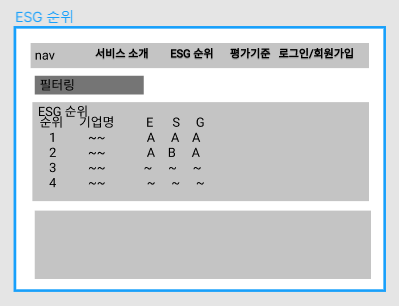 ESG 순위
nav 서비스 소개 ESG 순위 평가기준 로그인/회원가입
필터링
ESG 순위
순위 기업명 E S G
1 ~~ A A A
2 ~~ A B A
3 ~~ ~ ~ ~
4 ~~ ~ ~ ~